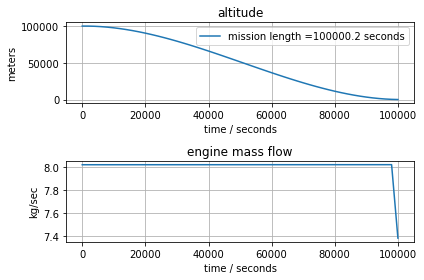 altitude
100000
50000
0
meters
mission length =100000.2 seconds
0 20000 40000 60000 80000 100000
time / seconds
engine mass flow
8.0
7.8
7.6
7.4
kg/sec
0 20000 40000 60000 80000 100000
time / seconds